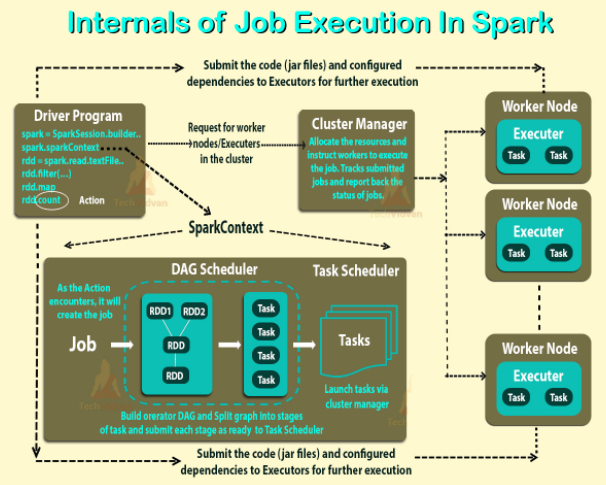 Internals of Job Execution In Spark
Submit the code (jar files) and configured
dependencies to Executors for further execution
Driver Program
spark = SparkSession.builder..
spark.sparkContext
rdd = spark.read.textFile..
rdd.filter(...)
rdd.map
rdd.count
Action
Request for worker
nodes/Executers
in the cluster
Cluster Manager
Allocate the resources and
instruct workers to execute
the job. Tracks submitted
jobs and report back the
status of jobs.
Worker Node
Executer
Task
Task
Worker Node
Executer
Task
Task
Worker Node
Executer
Task
Task
SparkContext
DAG Scheduler
Task Scheduler
As the Action
encounters, it will
create the job
Job
RDD1
RDD2
RDD
RDD
Task
Task
Task
Task
Tasks
Launch tasks via
cluster manager
Build orerator DAG and Split graph into stages
of task and submit each stage as ready to Task Scheduler
Submit the code (jar files) and configured
dependencies to Executors for further execution